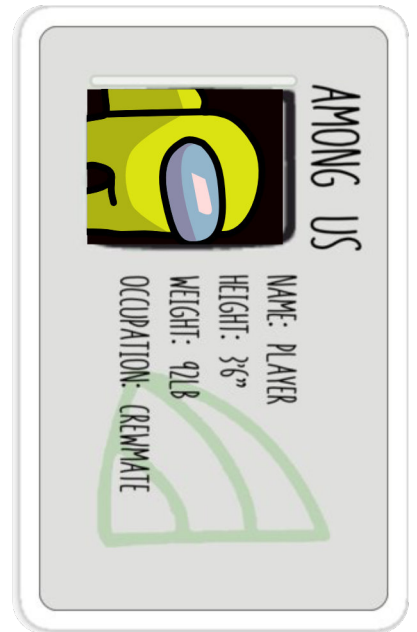 AMONG US
NAME: PLAYER
HEIGHT: 3'6"
WEIGHT: 92LB
OCCUPATION: CREWMATE